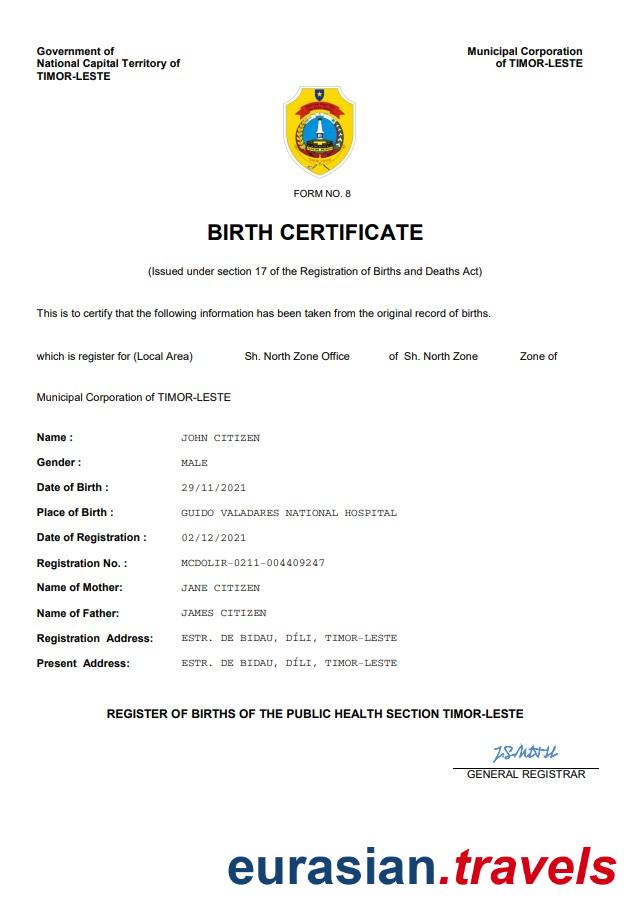 Government of
National Capital Territory of
TIMOR-LESTE
Municipal Corporation
of TIMOR-LESTE
FORM NO. 8
BIRTH CERTIFICATE
(Issued under section 17 of the Registration of Births and Deaths Act)
This is to certify that the following information has been taken from the original record of births.
which is register for (Local Area) Sh. North Zone Office of Sh. North Zone Zone of
Municipal Corporation of TIMOR-LESTE
Name : JOHN CITIZEN
Gender : MALE
Date of Birth : 29/11/2021
Place of Birth : GUIDO VALADARES NATIONAL HOSPITAL
Date of Registration : 02/12/2021
Registration No. : MCDOLIR-0211-004409247
Name of Mother: JANE CITIZEN
Name of Father: JAMES CITIZEN
Registration Address: ESTR. DE BIDAU, DÍLI, TIMOR-LESTE
Present Address: ESTR. DE BIDAU, DÍLI, TIMOR-LESTE
REGISTER OF BIRTHS OF THE PUBLIC HEALTH SECTION TIMOR-LESTE
GENERAL REGISTRAR
eurasian.travels